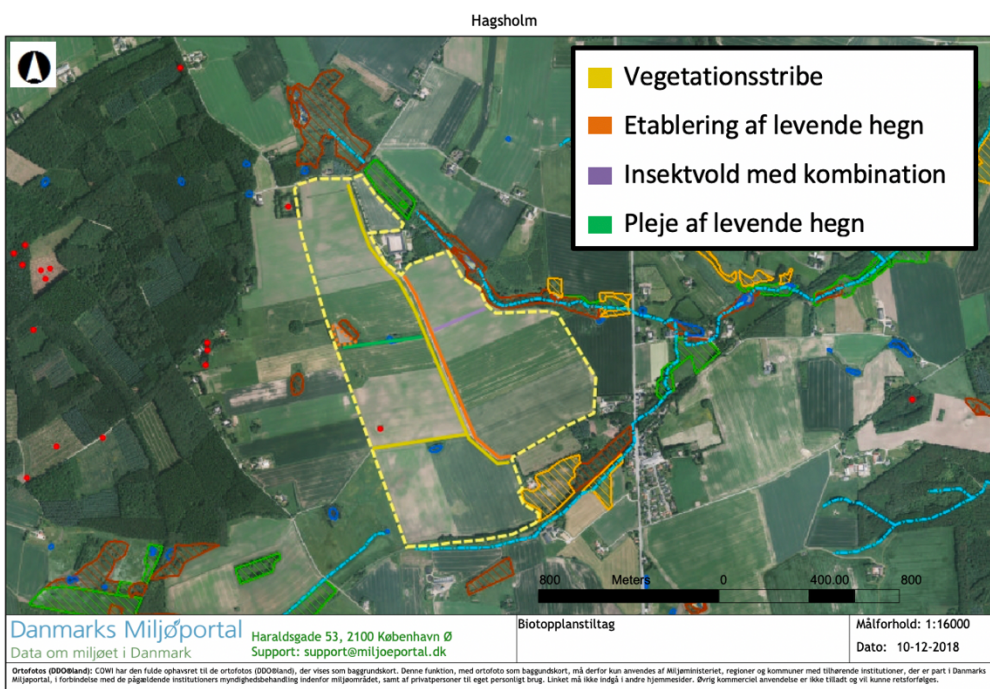 Hagsholm
Vegetationsstribe
Etablering af levende hegn
Insektvold med kombination
Pleje af levende hegn
800 Meters 0 400.00 800
Danmarks Miljøportal
Data om miljøet i Danmark
Haraldsgade 53, 2100 København Ø
Support: support@miljoeportal.dk
Biotopplanstiltag
Målforhold: 1:16000
Dato: 10-12-2018
Ortofotos (DDO®land): COWI har den fulde ophavsret til de ortofotos (DDO®land), der vises som baggrundskort. Denne funktion, med ortofoto som baggundskort, må derfor kun anvendes af Miljøministeriet, regioner og kommuner med tilhørende institutioner, der er part i Danmarks
Miljøportal, i forbindelse med de pågældende institutioners myndighedsbehandling indenfor miljøområdet, samt af privatpersoner til eget personligt brug. Linket må ikke indgå i andre hjemmesider. Øvrig kommerciel anvendelse er ikke tilladt og vil kunne retsforfølges.